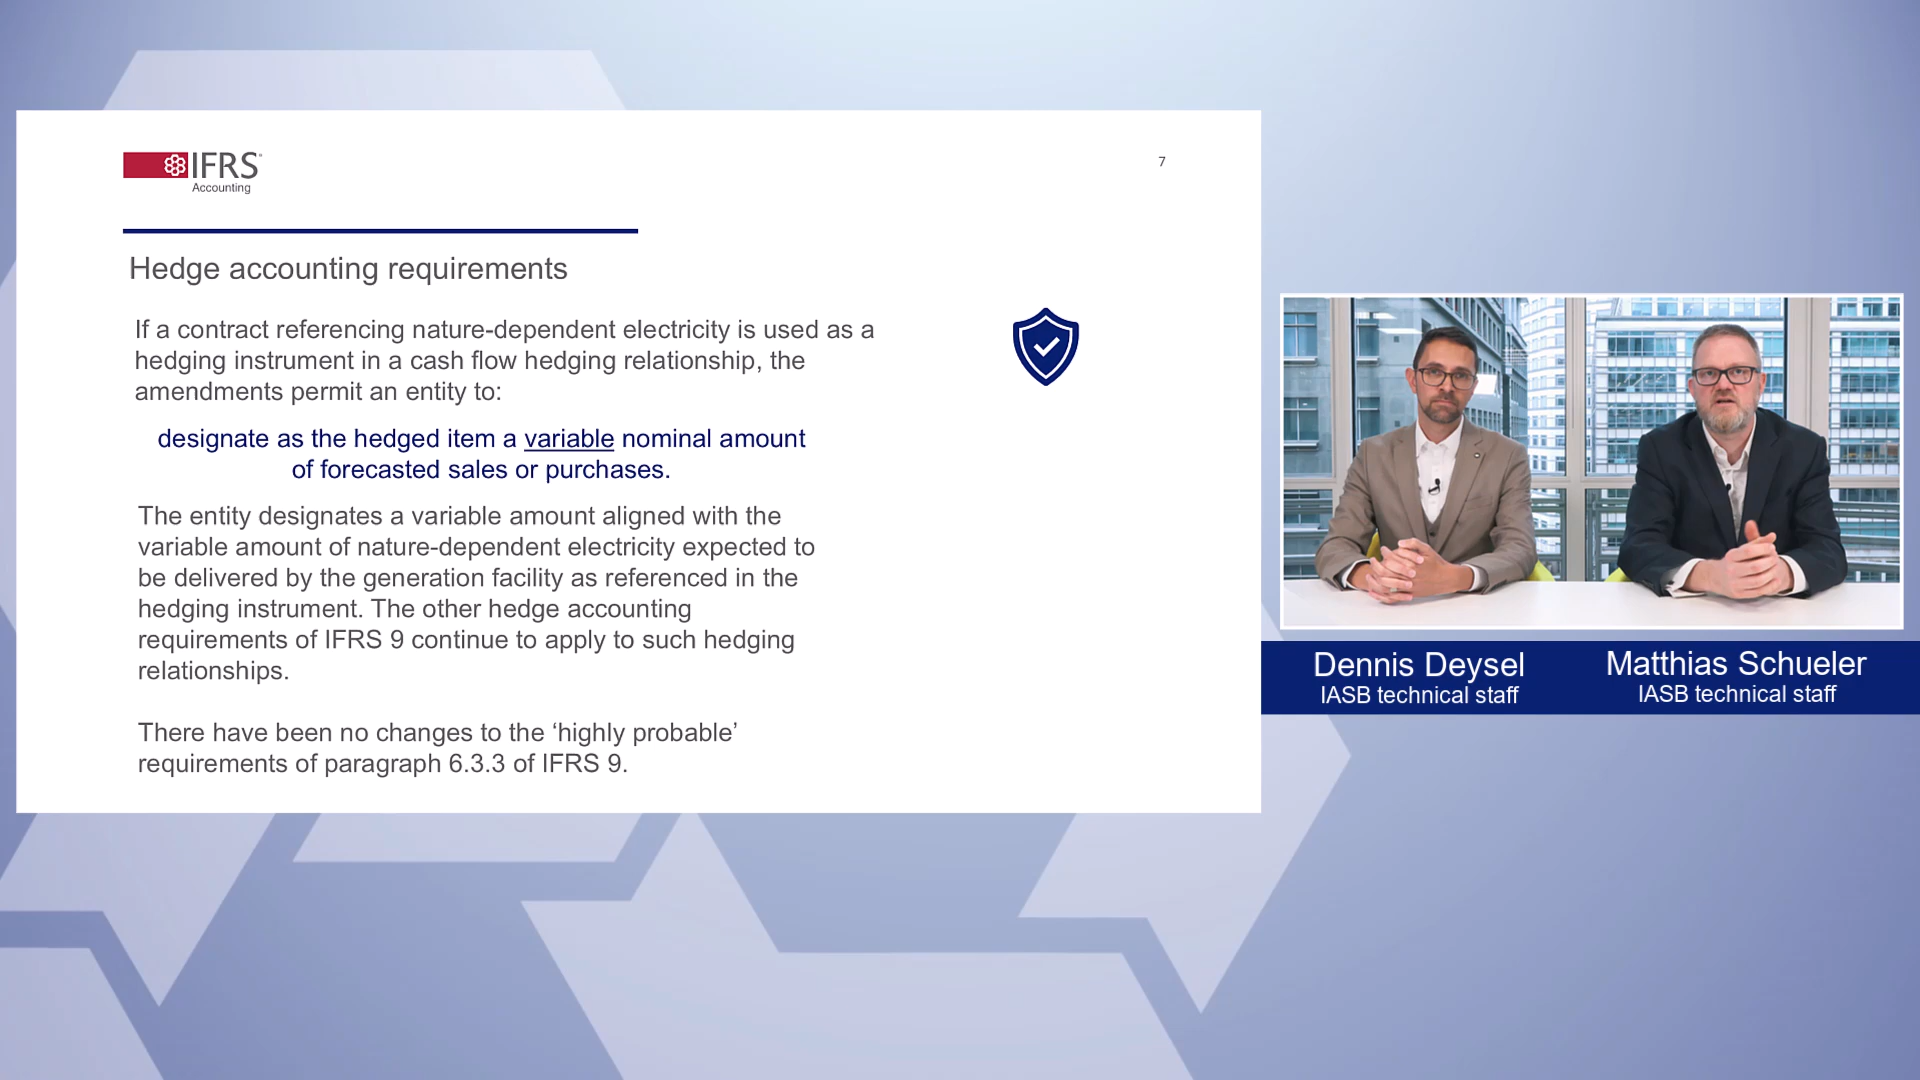 IFRS
Accounting
7
Hedge accounting requirements
If a contract referencing nature-dependent electricity is used as a
hedging instrument in a cash flow hedging relationship, the
amendments permit an entity to:
designate as the hedged item a variable nominal amount
of forecasted sales or purchases.
The entity designates a variable amount aligned with the
variable amount of nature-dependent electricity expected to
be delivered by the generation facility as referenced in the
hedging instrument. The other hedge accounting
requirements of IFRS 9 continue to apply to such hedging
relationships.
There have been no changes to the ‘highly probable’
requirements of paragraph 6.3.3 of IFRS 9.
Dennis Deysel
IASB technical staff
Matthias Schueler
IASB technical staff